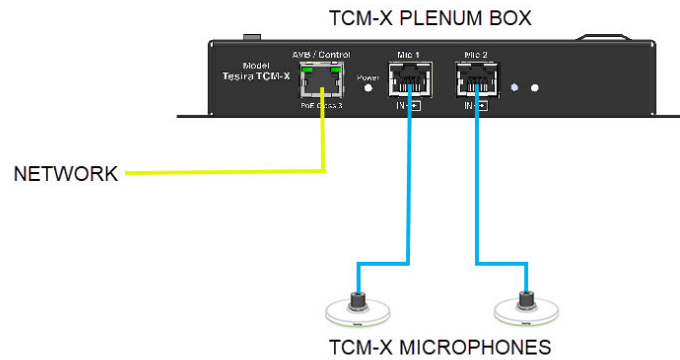 TCM-X PLENUM BOX
AVB / Control
Mic 1
Mic 2
Model
Tesira TCM-X
Power
PoE Class 3
IN
IN
NETWORK
TCM-X MICROPHONES